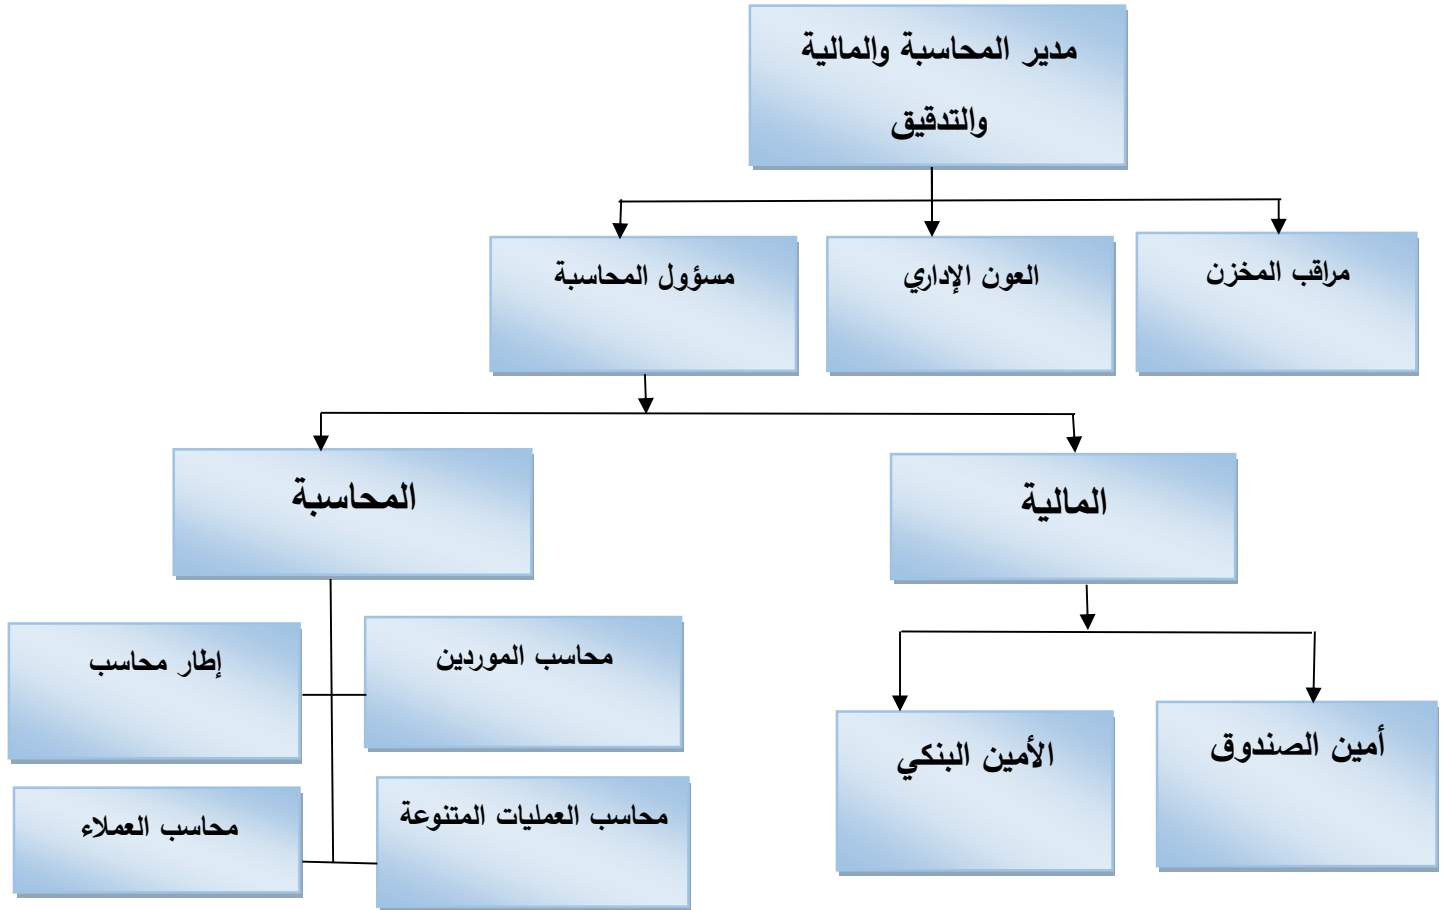 مدير المحاسبة والمالية
والتدقيق
مراقب المخزن
العون الإداري
مسؤول المحاسبة
المالية
المحاسبة
محاسب الموردين
إطار محاسب
أمين الصندوق
الأمين البنكي
محاسب العمليات المتنوعة
محاسب العملاء